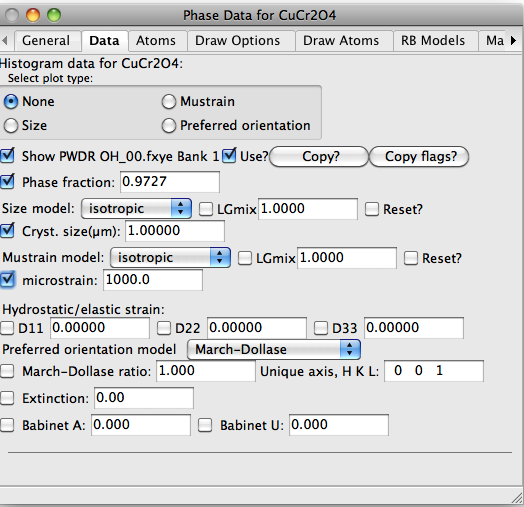 Phase Data for CuCr2O4
General Data Atoms Draw Options Draw Atoms RB Models Ma
Histogram data for CuCr2O4:
Select plot type:
None Mustrain
Size Preferred orientation
Show PWDR OH_00.fxye Bank 1 Use? Copy? Copy flags?
Phase fraction: 0.9727
Size model: isotropic LGmix 1.0000 Reset?
Cryst. size(μm): 1.00000
Mustrain model: isotropic LGmix 1.0000 Reset?
microstrain: 1000.0
Hydrostatic/elastic strain:
D11 0.00000 D22 0.00000 D33 0.00000
Preferred orientation model March-Dollase
March-Dollase ratio: 1.000 Unique axis, H K L: 0 0 1
Extinction: 0.00
Babinet A: 0.000 Babinet U: 0.000